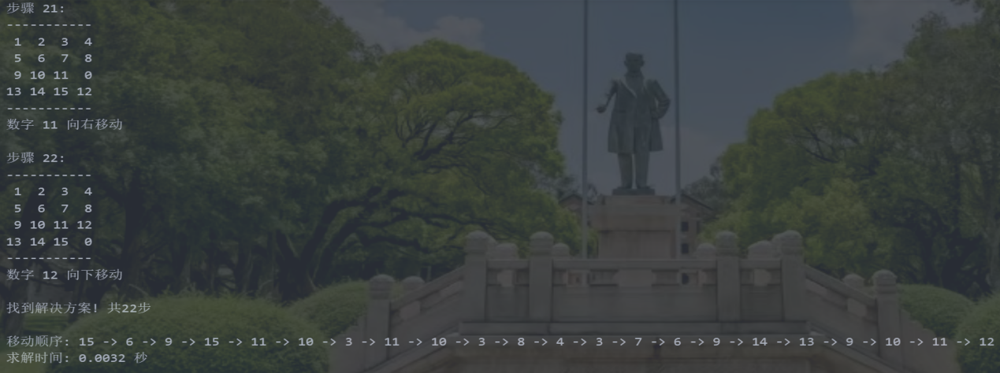 步骤 21:
-----------
 1  2  3  4
 5  6  7  8
 9 10 11  0
13 14 15 12
-----------
数字 11 向右移动
步骤 22:
-----------
 1  2  3  4
 5  6  7  8
 9 10 11 12
13 14 15  0
-----------
数字 12 向下移动
找到解决方案! 共22步
移动顺序: 15 -> 6 -> 9 -> 15 -> 11 -> 10 -> 3 -> 11 -> 10 -> 3 -> 8 -> 4 -> 3 -> 7 -> 6 -> 9 -> 14 -> 13 -> 9 -> 10 -> 11 -> 12
求解时间: 0.0032 秒